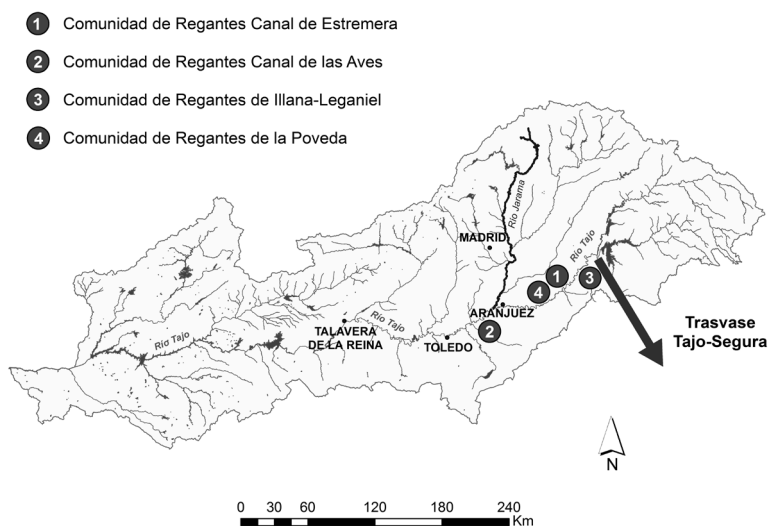 1 Comunidad de Regantes Canal de Estremera
2 Comunidad de Regantes Canal de las Aves
3 Comunidad de Regantes de Illana-Leganiel
4 Comunidad de Regantes de la Poveda
Río Jarama
MADRID
Río Tajo
1
3
4
ARANJUEZ
2
Trasvase
Tajo-Segura
Río Tajo
TALAVERA
DE LA REINA
TOLEDO
Río Tajo
N
0 30 60 120 180 240
Km